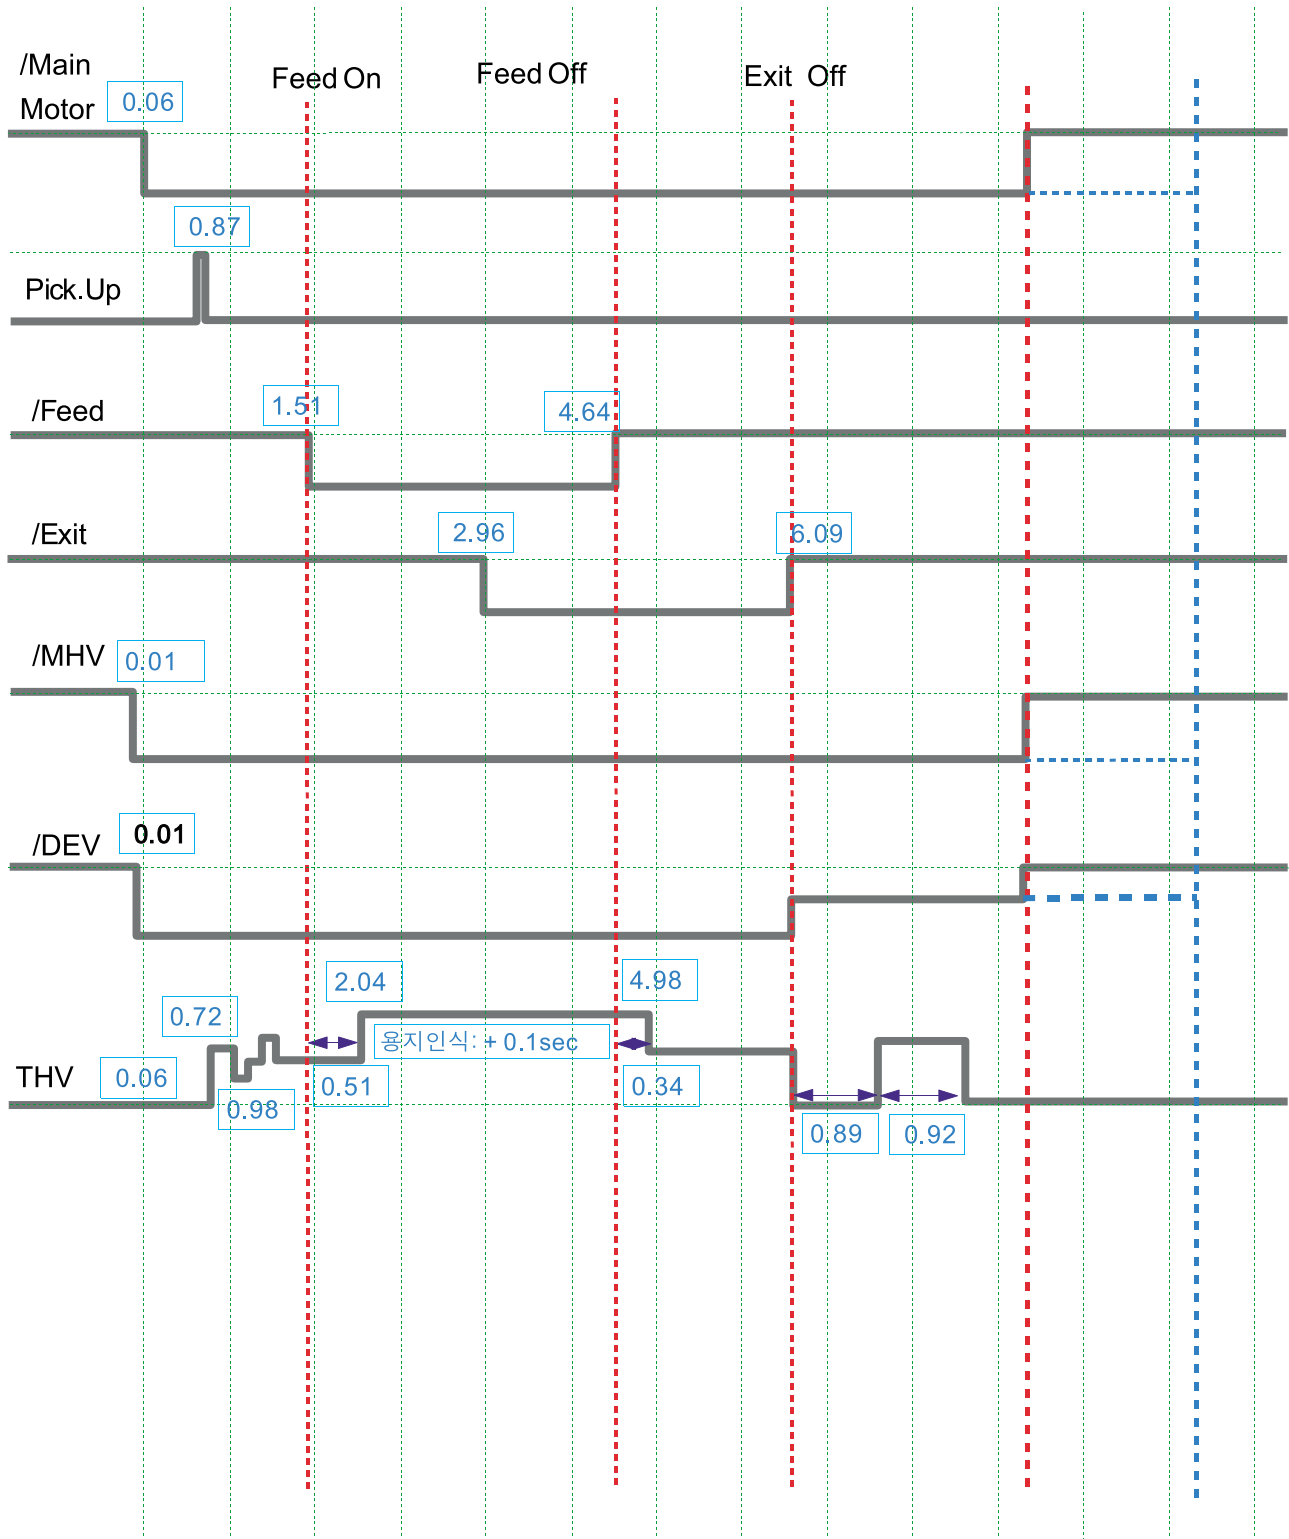 /Main
Motor
0.06
Feed On
Feed Off
Exit Off
0.87
Pick.Up
/Feed
1.51
4.64
/Exit
2.96
6.09
/MHV
0.01
/DEV
0.01
2.04
4.98
0.72
용지인식: + 0.1sec
THV
0.06
0.98
0.51
0.34
0.89
0.92